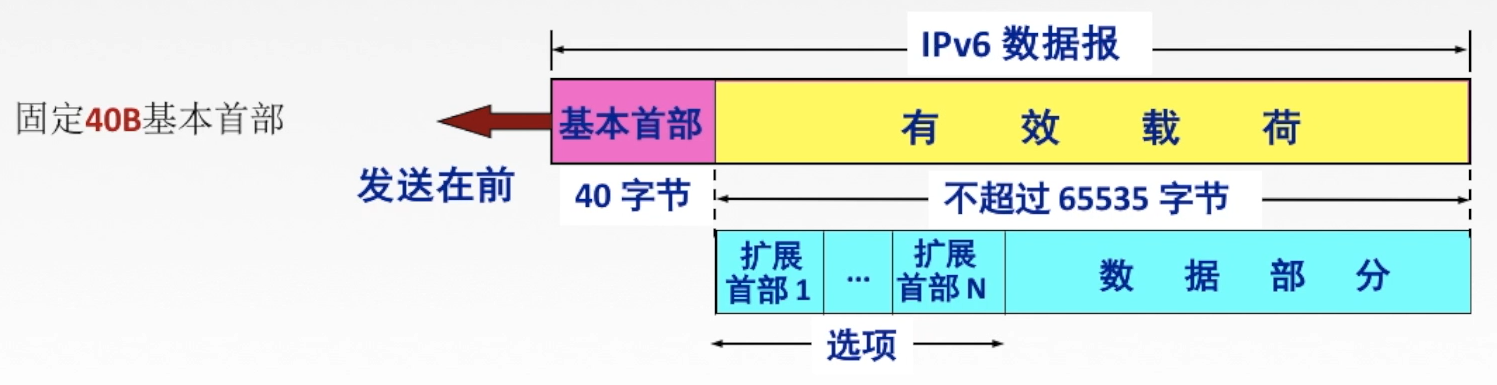 IPv6 数据报
固定40B基本首部
基本首部
有效载荷
发送在前
40 字节
不超过 65535 字节
扩展
首部 1
...
扩展
首部 N
数据部分
选项